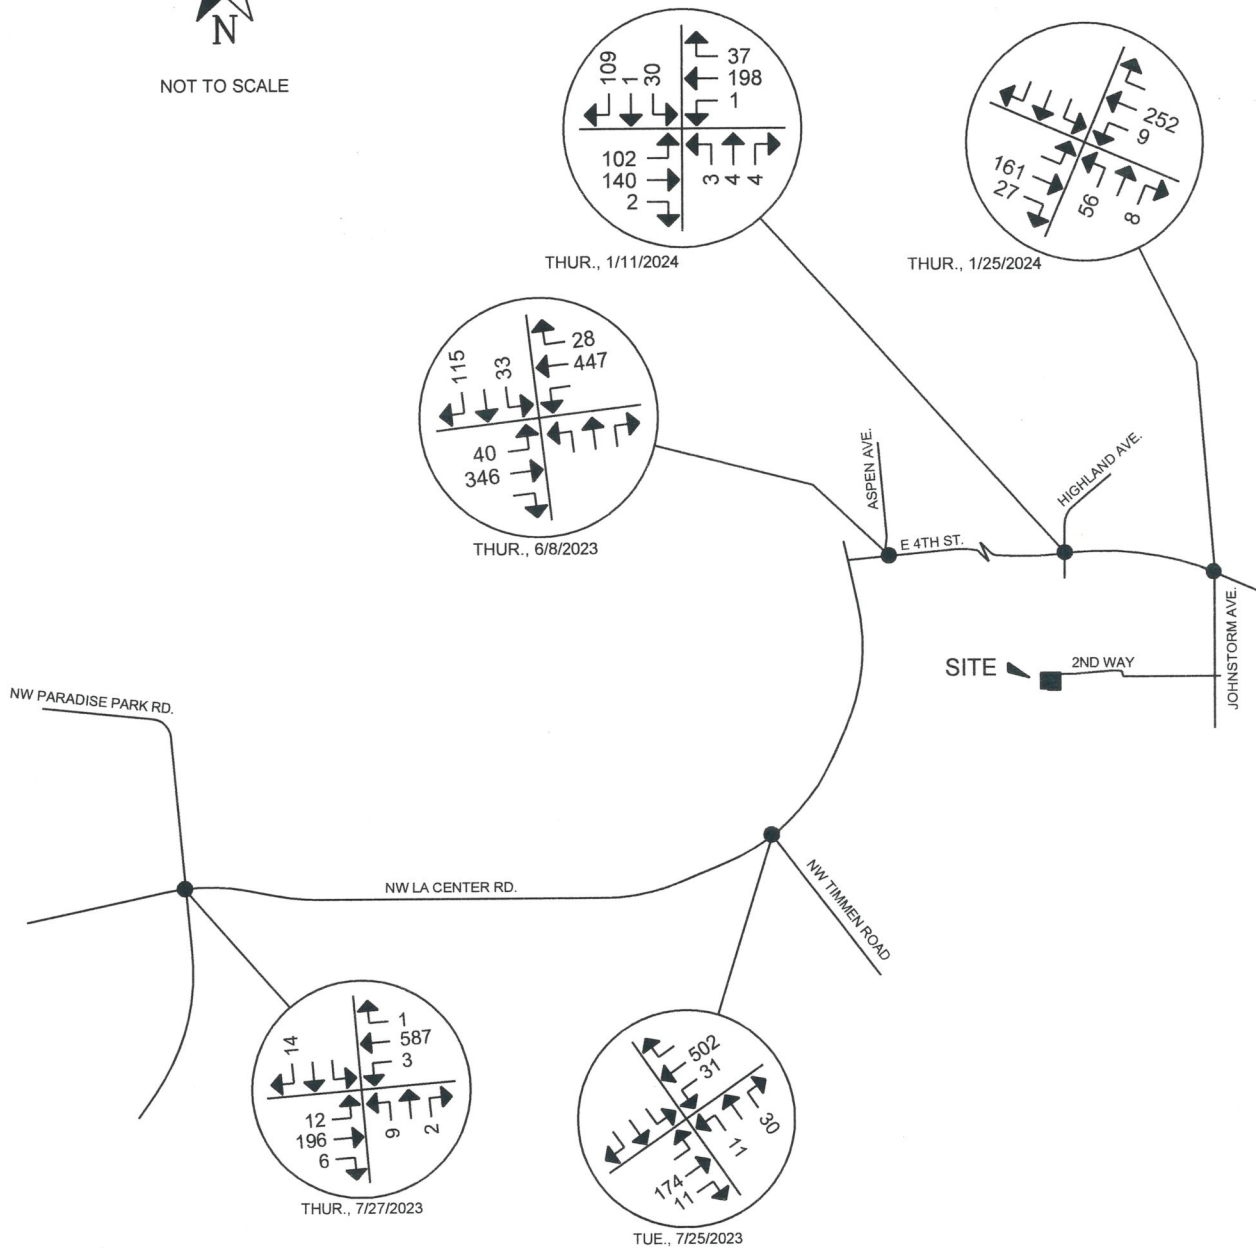 N
NOT TO SCALE
109
1
30
37
198
1
102
140
2
3
4
4
THUR., 1/11/2024
252
9
161
27
56
8
THUR., 1/25/2024
115
33
28
447
40
346
THUR., 6/8/2023
ASPEN AVE.
HIGHLAND AVE.
E 4TH ST.
JOHNSTORM AVE.
SITE
2ND WAY
NW PARADISE PARK RD.
NW LA CENTER RD.
NW TIMMEN ROAD
14
1
587
3
12
196
6
9
2
THUR., 7/27/2023
502
31
174
11
11
30
TUE., 7/25/2023